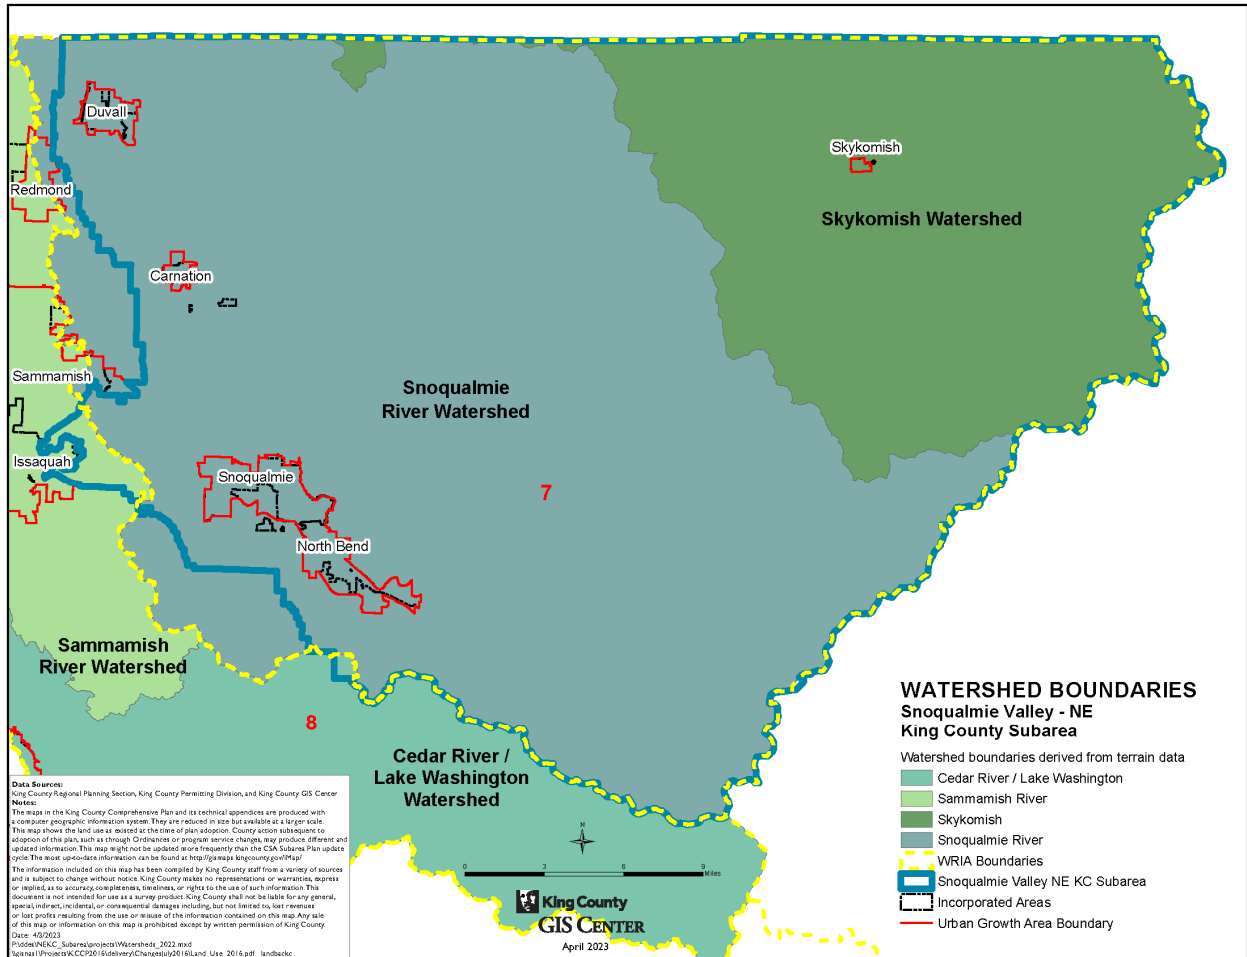 Duvall
Redmond
Skykomish
Skykomish Watershed
Carnation
Sammamish
Snoqualmie
River Watershed
Issaquah
Snoqualmie
7
North Bend
Sammamish
River Watershed
8
Cedar River /
Lake Washington
Watershed
WATERSHED BOUNDARIES
Snoqualmie Valley - NE
King County Subarea
Watershed boundaries derived from terrain data
Cedar River / Lake Washington
Sammamish River
Skykomish
Snoqualmie River
WRIA Boundaries
Snoqualmie Valley NE KC Subarea
Incorporated Areas
Urban Growth Area Boundary
Data Sources:
King County Regional Planning Section, King County Permitting Division, and King County GIS Center
Notes:
The maps in the King County Comprehensive Plan and its technical appendices are produced with
a computer geographic information system. They are reduced in size but available at a larger scale.
This map shows the land use as existed at the time of plan adoption. County action subsequent to
adoption of this plan, such as through Ordinances or program service changes, may produce different and
updated information. This map might not be updated more frequently than the CSA Subarea Plan update
cycle. The most up-to-date information can be found at http://gismaps.kingcounty.gov/iMap/
The information included on this map has been compiled by King County staff from a variety of sources
and is subject to change without notice. King County makes no representations or warranties, express
or implied, as to accuracy, completeness, timeliness, or rights to the use of such information. This
document is not intended for use as a survey product. King County shall not be liable for any general,
special, indirect, incidental, or consequential damages including, but not limited to, lost revenues
or lost profits resulting from the use or misuse of the information contained on this map. Any sale
of this map or information on this map is prohibited except by written permission of King County.
Date: 4/3/2023
P:\ddes\NEKC_Subarea\projects\Watersheds_2022.mxd
\\gisnas1\Projects\KCCP2016\delivery\ChangesJuly2016\Land_Use_2016.pdf landbackc
N
0 3 6 9
Miles
King County
GIS CENTER
April 2023